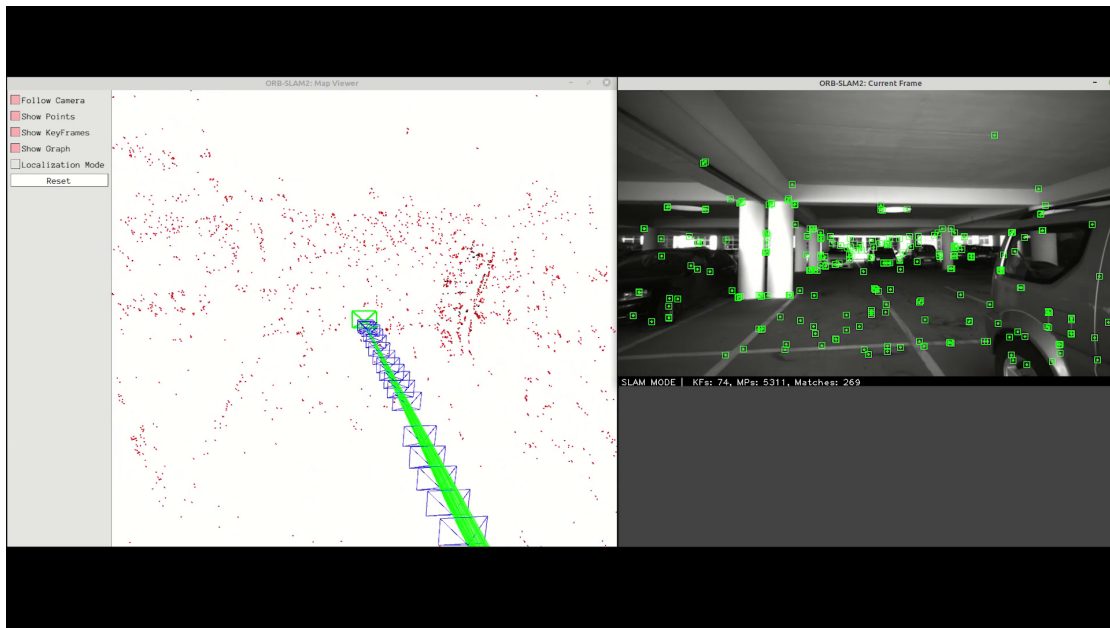 ORB-SLAM2: Map Viewer
Follow Camera
Show Points
Show KeyFrames
Show Graph
Localization Mode
Reset
ORB-SLAM2: Current Frame
SLAM MODE | KFs: 74, MPs: 5311, Matches: 269